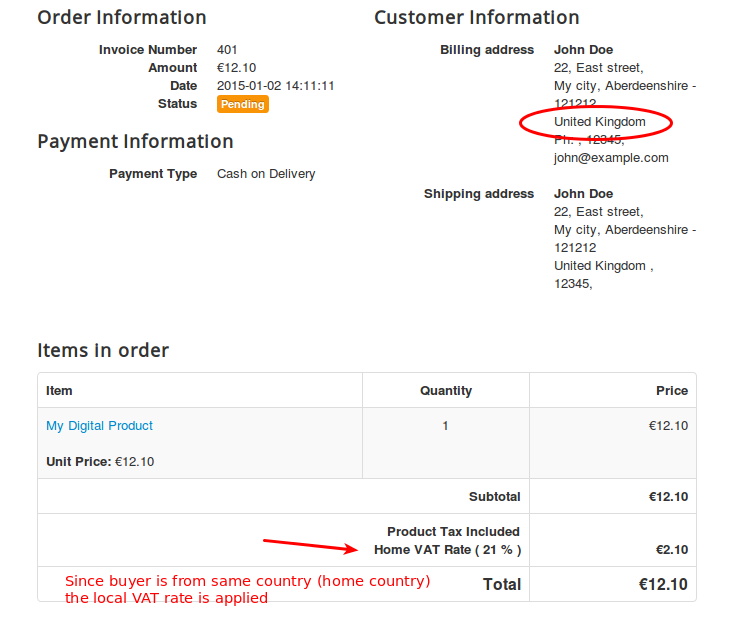 Order Information
Invoice Number 401
Amount €12.10
Date 2015-01-02 14:11:11
Status Pending
Payment Information
Payment Type Cash on Delivery
Customer Information
Billing address John Doe
22, East street,
My city, Aberdeenshire -
121212
United Kingdom
Ph. , 12345,
john@example.com
Shipping address John Doe
22, East street,
My city, Aberdeenshire -
121212
United Kingdom ,
12345,
Items in order
Item Quantity Price
My Digital Product 1 €12.10
Unit Price: €12.10
Subtotal €12.10
Product Tax Included
Home VAT Rate ( 21 % ) €2.10
Since buyer is from same country (home country)
the local VAT rate is applied
Total €12.10